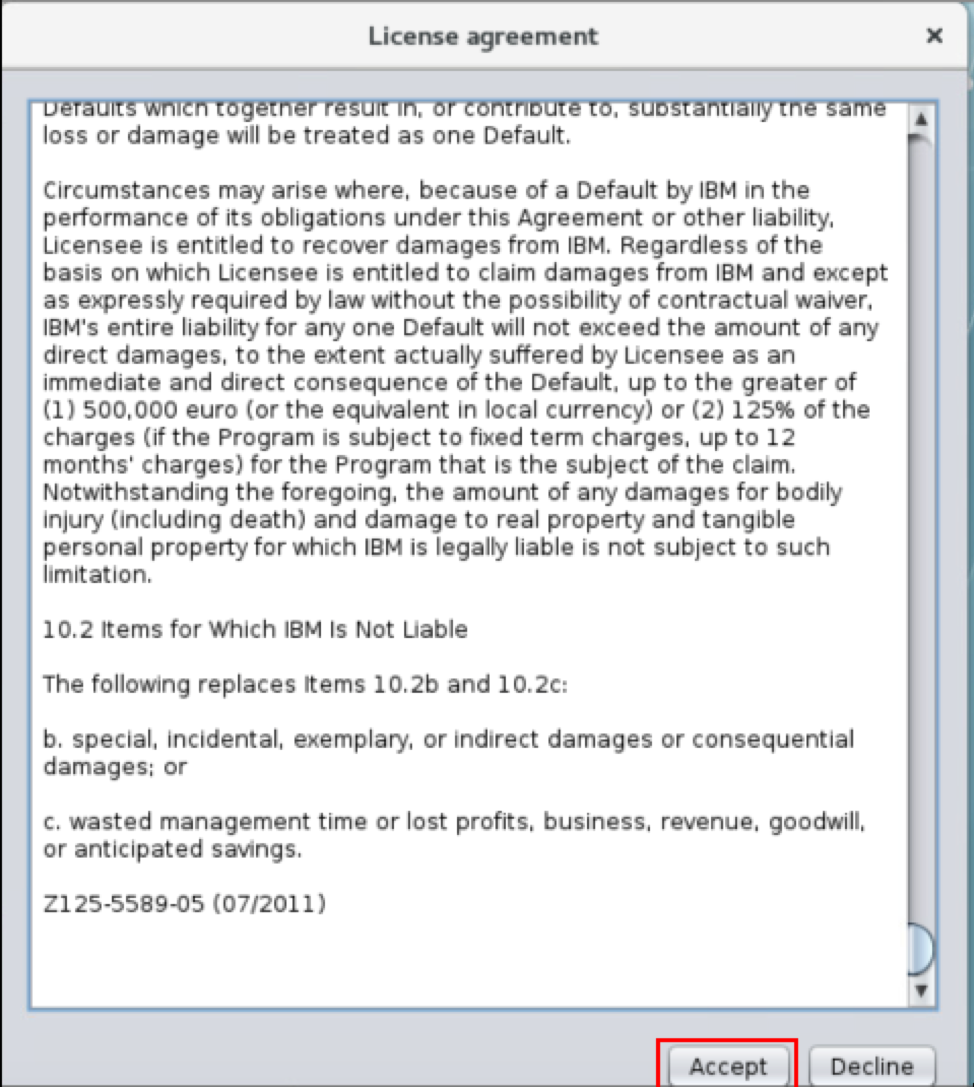 License agreement
Defaults which together result in, or contribute to, substantially the same
loss or damage will be treated as one Default.
Circumstances may arise where, because of a Default by IBM in the
performance of its obligations under this Agreement or other liability,
Licensee is entitled to recover damages from IBM. Regardless of the
basis on which Licensee is entitled to claim damages from IBM and except
as expressly required by law without the possibility of contractual waiver,
IBM's entire liability for any one Default will not exceed the amount of any
direct damages, to the extent actually suffered by Licensee as an
immediate and direct consequence of the Default, up to the greater of
(1) 500,000 euro (or the equivalent in local currency) or (2) 125% of the
charges (if the Program is subject to fixed term charges, up to 12
months' charges) for the Program that is the subject of the claim.
Notwithstanding the foregoing, the amount of any damages for bodily
injury (including death) and damage to real property and tangible
personal property for which IBM is legally liable is not subject to such
limitation.
10.2 Items for Which IBM Is Not Liable
The following replaces Items 10.2b and 10.2c:
b. special, incidental, exemplary, or indirect damages or consequential
damages; or
c. wasted management time or lost profits, business, revenue, goodwill,
or anticipated savings.
Z125-5589-05 (07/2011)
Accept Decline